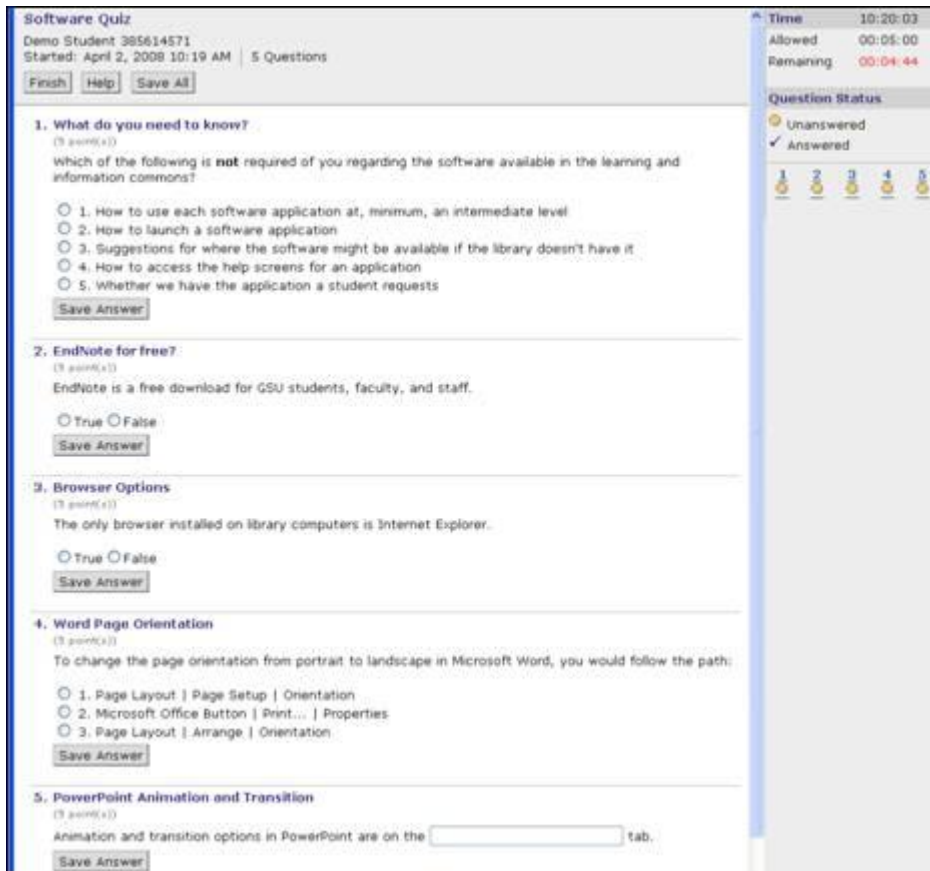 Software Quiz
Demo Student 385614571
Started: April 2, 2008 10:19 AM | 5 Questions
Finish Help Save All
1. What do you need to know?
(5 point(s))
Which of the following is not required of you regarding the software available in the learning and
information commons?
1. How to use each software application at, minimum, an intermediate level
2. How to launch a software application
3. Suggestions for where the software might be available if the library doesn't have it
4. How to access the help screens for an application
5. Whether we have the application a student requests
Save Answer
2. EndNote for free?
(5 point(s))
EndNote is a free download for GSU students, faculty, and staff.
True False
Save Answer
3. Browser Options
(5 point(s))
The only browser installed on library computers is Internet Explorer.
True False
Save Answer
4. Word Page Orientation
(5 point(s))
To change the page orientation from portrait to landscape in Microsoft Word, you would follow the path:
1. Page Layout | Page Setup | Orientation
2. Microsoft Office Button | Print... | Properties
3. Page Layout | Arrange | Orientation
Save Answer
5. PowerPoint Animation and Transition
(5 point(s))
Animation and transition options in PowerPoint are on the tab.
Save Answer
Time 10:20:03
Allowed 00:05:00
Remaining 00:04:44
Question Status
Unanswered
Answered
1 2 3 4 5